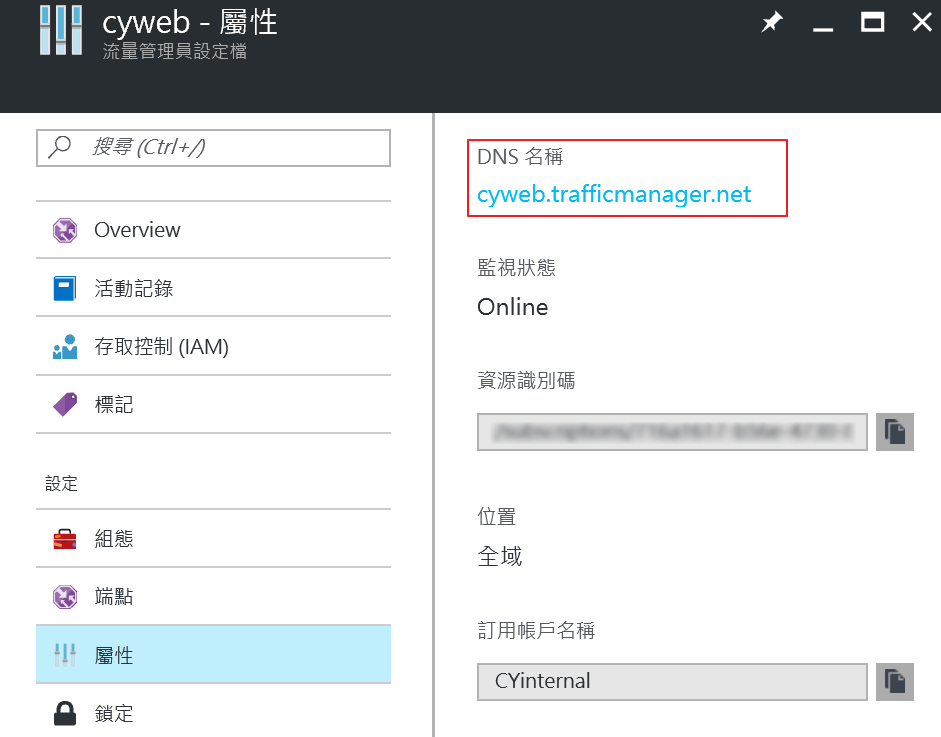 cyweb - 屬性
流量管理員設定檔
搜尋 (Ctrl+/)
Overview
活動記錄
存取控制 (IAM)
標記
設定
組態
端點
屬性
鎖定
DNS 名稱
cyweb.trafficmanager.net
監視狀態
Online
資源識別碼
位置
全域
訂用帳戶名稱
CYinternal